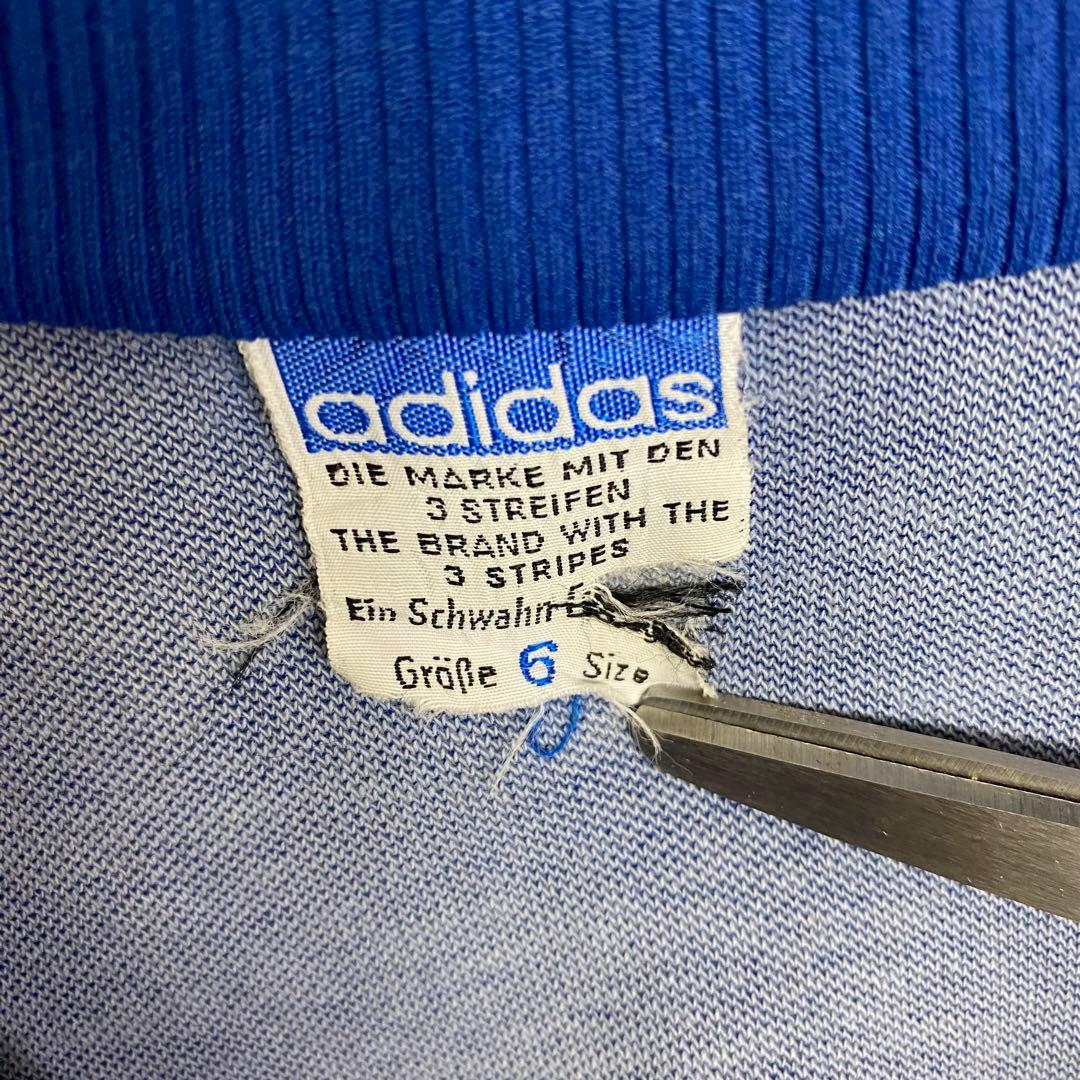 adidas
DIE MARKE MIT DEN
3 STREIFEN
THE BRAND WITH THE
3 STRIPES
Ein Schwahn
Größe 6 Size